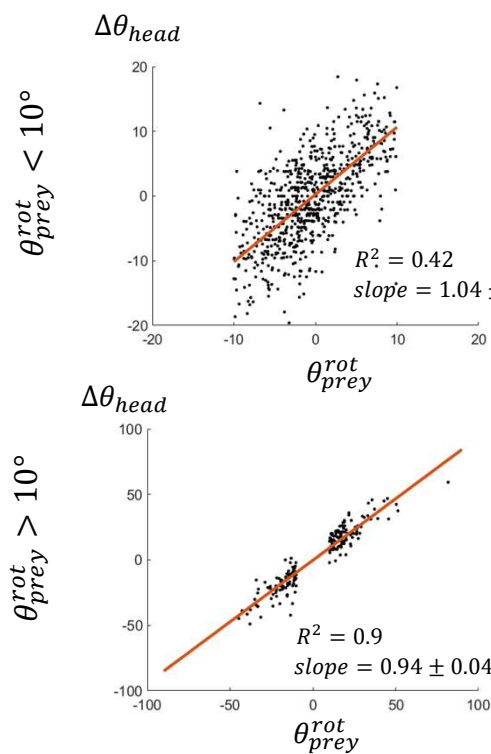 Δθhead
θ^rot_prey < 10°
20
10
0
-10
-20
R² = 0.42
slope = 1.04 ±
-20 -10 0 10 20
θ^rot_prey
Δθhead
θ^rot_prey > 10°
100
50
0
-50
-100
R² = 0.9
slope = 0.94 ± 0.04
-100 -50 0 50 100
θ^rot_prey